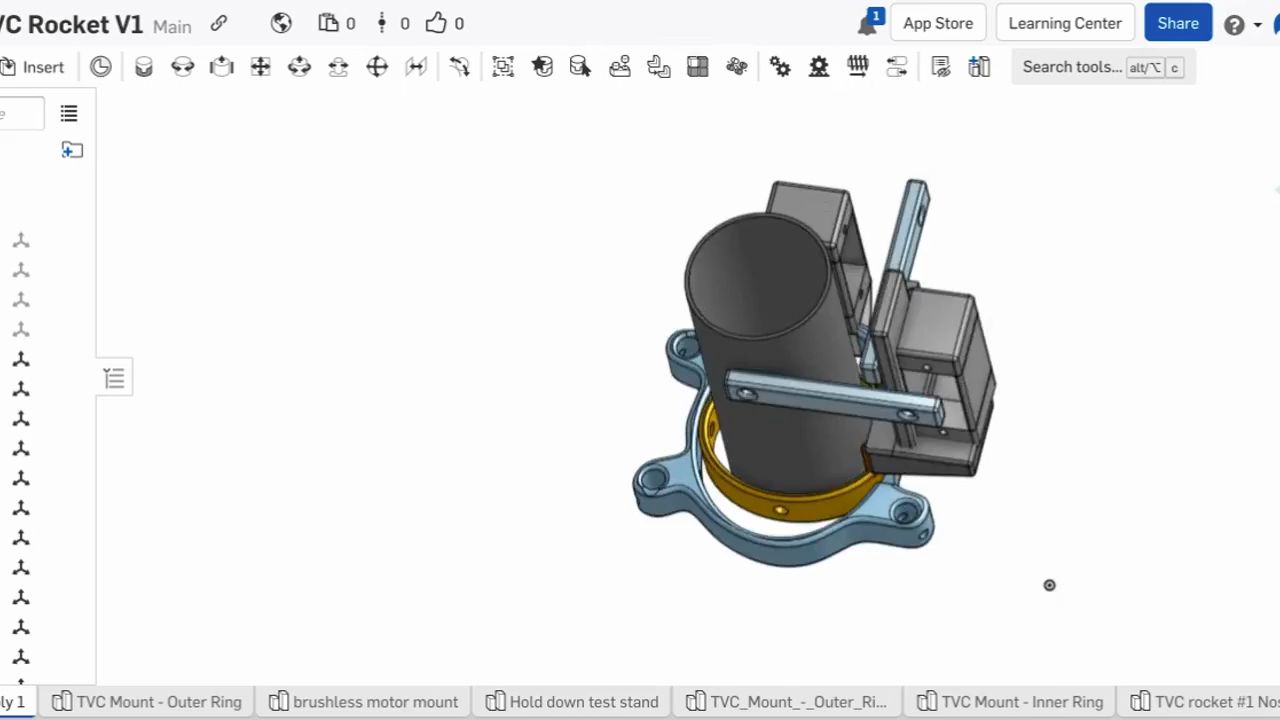 VC Rocket V1 Main 0 0 0 1 App Store Learning Center Share ?
Insert Search tools... alt/⌥ c
e
ly 1 TVC Mount - Outer Ring brushless motor mount Hold down test stand TVC_Mount_-_Outer_Ri... TVC Mount - Inner Ring TVC rocket #1 Nos